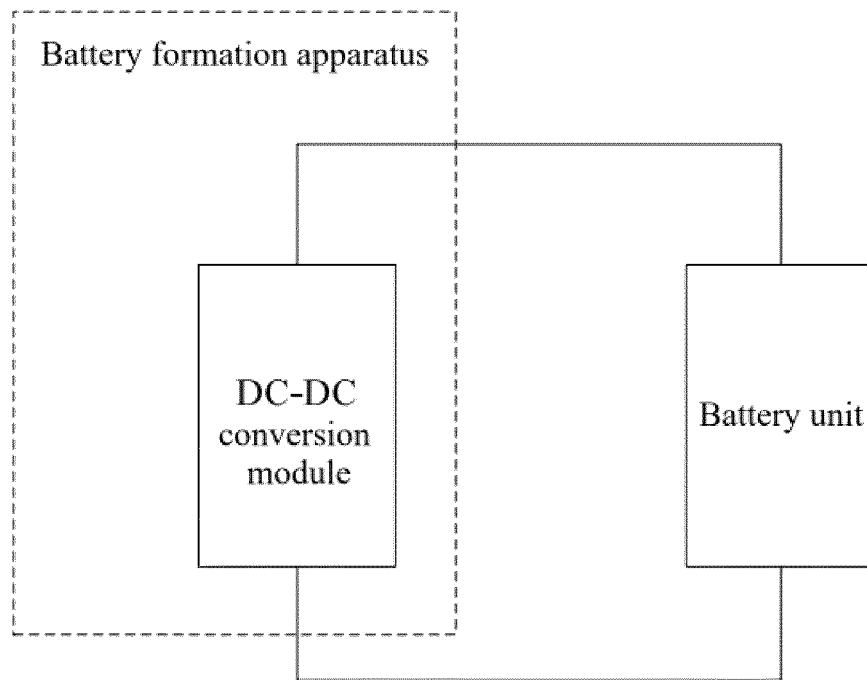 Battery formation apparatus
DC-DC
conversion
module
Battery unit